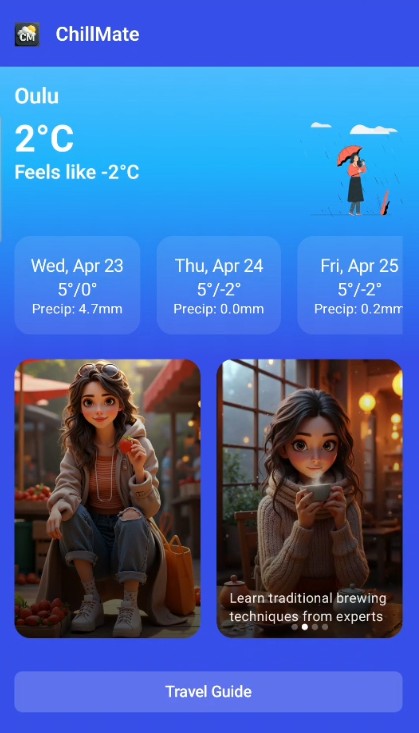 CM
ChillMate
Oulu
2°C
Feels like -2°C
Wed, Apr 23
5°/0°
Precip: 4.7mm
Thu, Apr 24
5°/-2°
Precip: 0.0mm
Fri, Apr 25
5°/-2°
Precip: 0.2mm
Learn traditional brewing
techniques from experts
Travel Guide